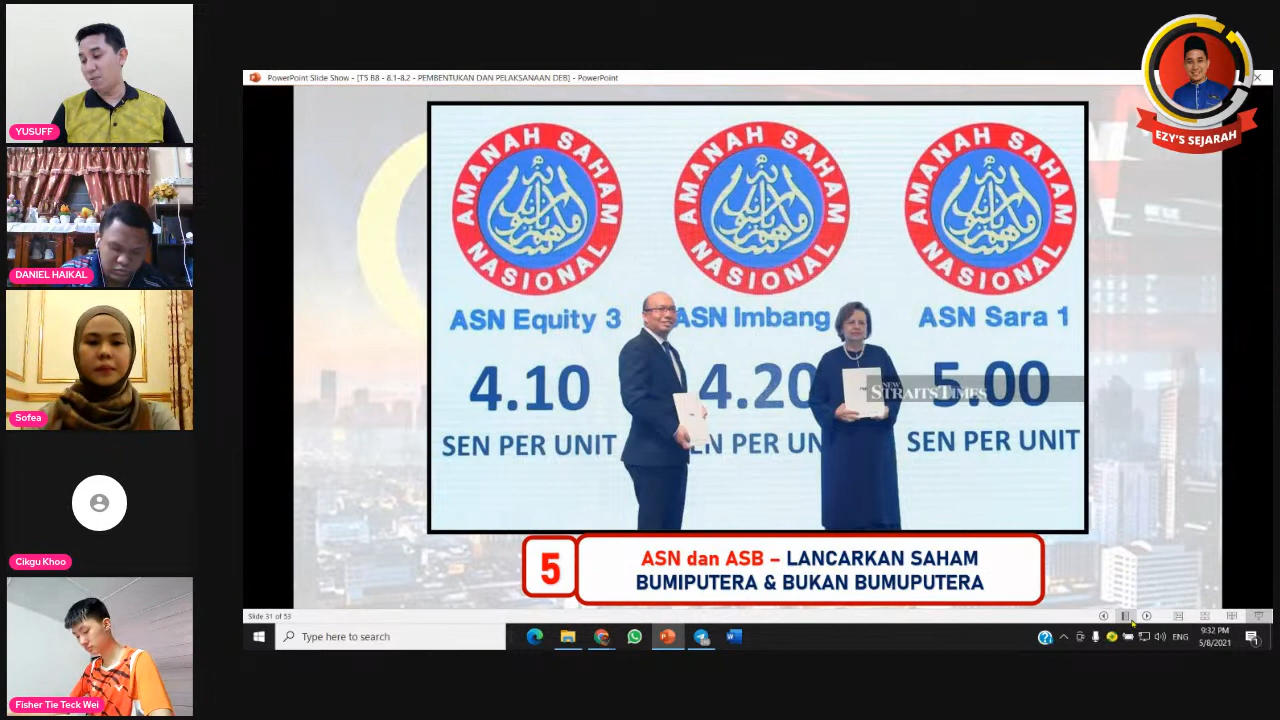 YUSUFF
DANIEL HAIKAL
Sofea
Cikgu Khoo
Fisher Tie Teck Wei
PowerPoint Slide Show - [T5 B8 - 8.1-8.2 - PEMBENTUKAN DAN PELAKSANAAN DEB] - PowerPoint
EZY'S SEJARAH
AMANAH SAHAM NASIONAL
AMANAH SAHAM NASIONAL
AMANAH SAHAM NASIONAL
ASN Equity 3
ASN Imbang
ASN Sara 1
4.10
4.20
5.00
NEW STRAITS TIMES
SEN PER UNIT
EN PER UN
SEN PER UNIT
5
ASN dan ASB – LANCARKAN SAHAM
BUMIPUTERA & BUKAN BUMUPUTERA
Slide 31 of 53
Type here to search
ENG
9:32 PM
5/8/2021